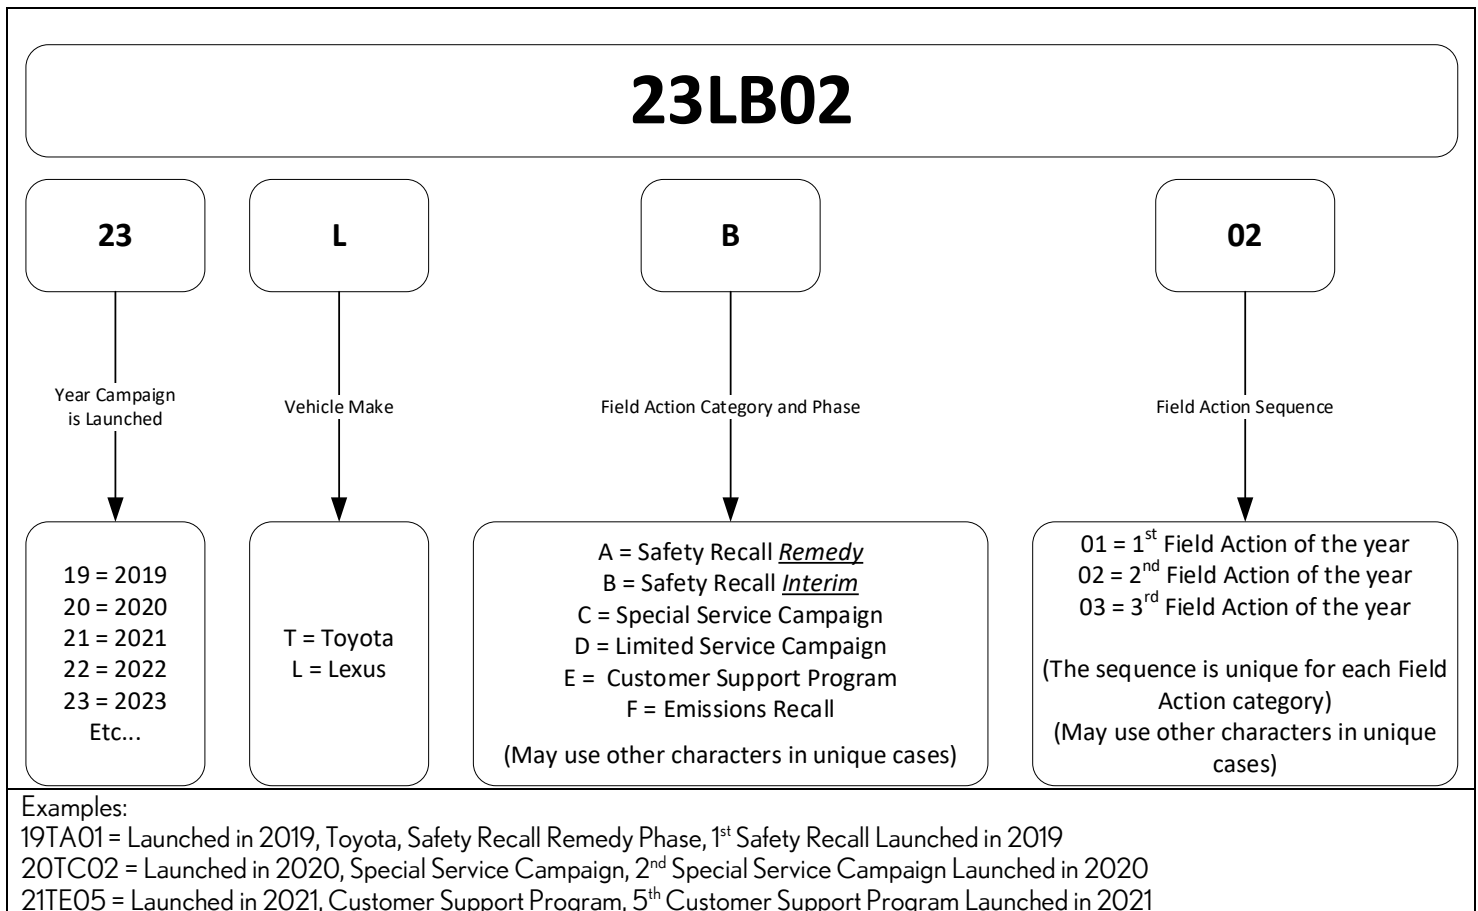 23LB02
23
L
B
02
Year Campaign
is Launched
Vehicle Make
Field Action Category and Phase
Field Action Sequence
19 = 2019
20 = 2020
21 = 2021
22 = 2022
23 = 2023
Etc...
T = Toyota
L = Lexus
A = Safety Recall Remedy
B = Safety Recall Interim
C = Special Service Campaign
D = Limited Service Campaign
E =  Customer Support Program
F = Emissions Recall
(May use other characters in unique cases)
01 = 1st Field Action of the year
02 = 2nd Field Action of the year
03 = 3rd Field Action of the year
(The sequence is unique for each Field
Action category)
(May use other characters in unique
cases)
Examples:
19TA01 = Launched in 2019, Toyota, Safety Recall Remedy Phase, 1st Safety Recall Launched in 2019
20TC02 = Launched in 2020, Special Service Campaign, 2nd Special Service Campaign Launched in 2020
21TE05 = Launched in 2021, Customer Support Program, 5th Customer Support Program Launched in 2021